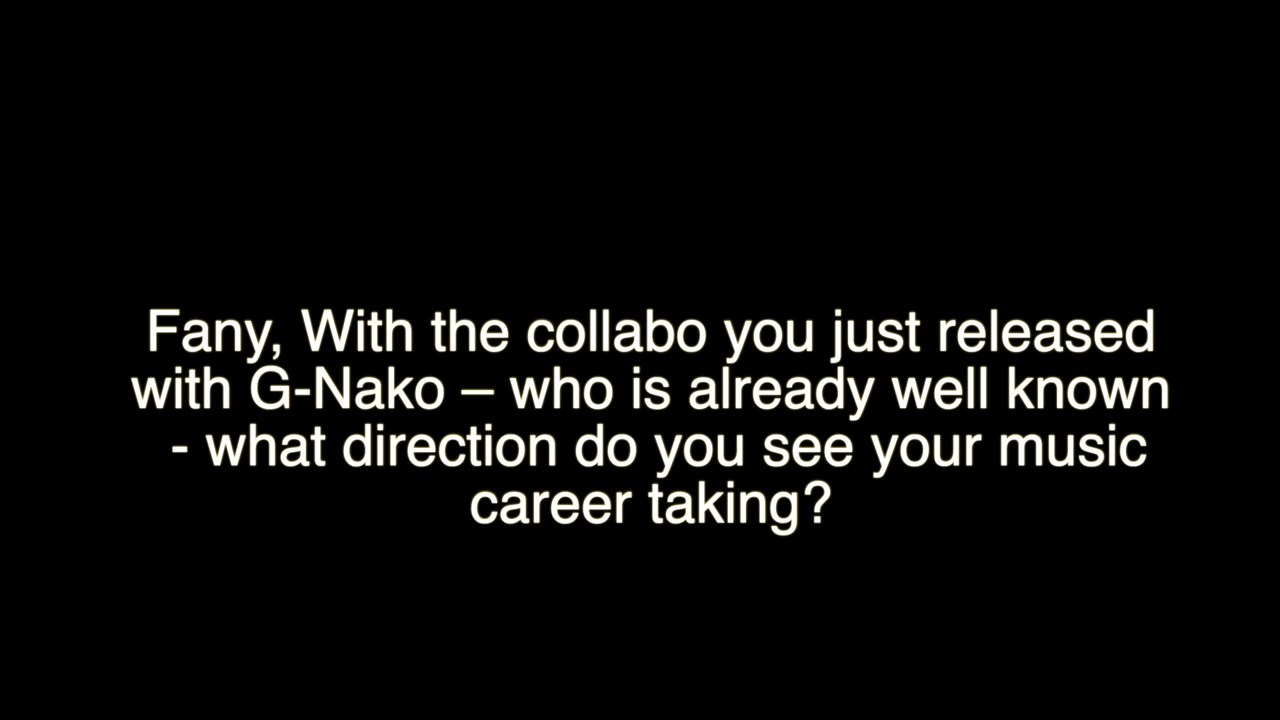 Fany, With the collabo you just released
with G-Nako – who is already well known
- what direction do you see your music
career taking?